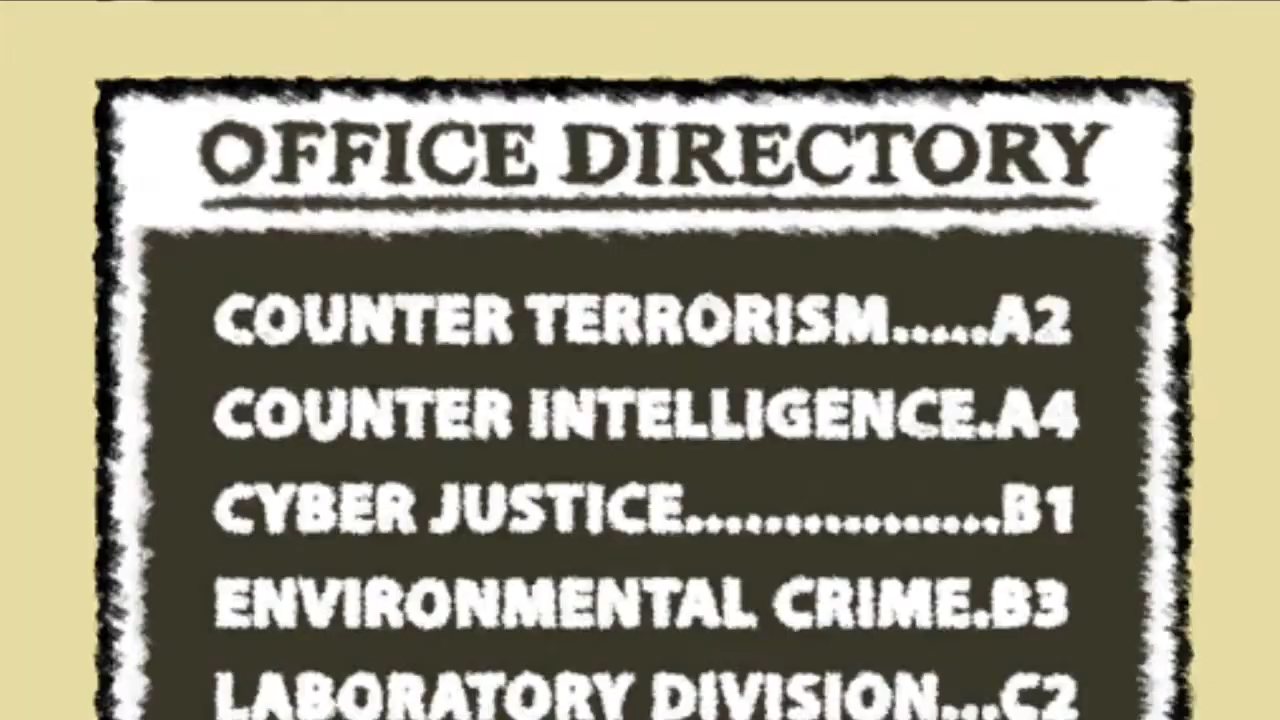 OFFICE DIRECTORY
COUNTER TERRORISM.....A2
COUNTER INTELLIGENCE.A4
CYBER JUSTICE................B1
ENVIRONMENTAL CRIME.B3
LABORATORY DIVISION...C2